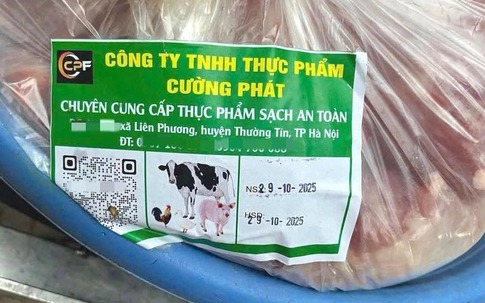 CPF
CÔNG TY TNHH THỰC PHẨM
CƯỜNG PHÁT
CHUYÊN CUNG CẤP THỰC PHẨM SẠCH AN TOÀN
xã Liên Phương, huyện Thường Tín, TP Hà Nội
ĐT:
NSX 29-10-2025
HSD: 29-10-2025